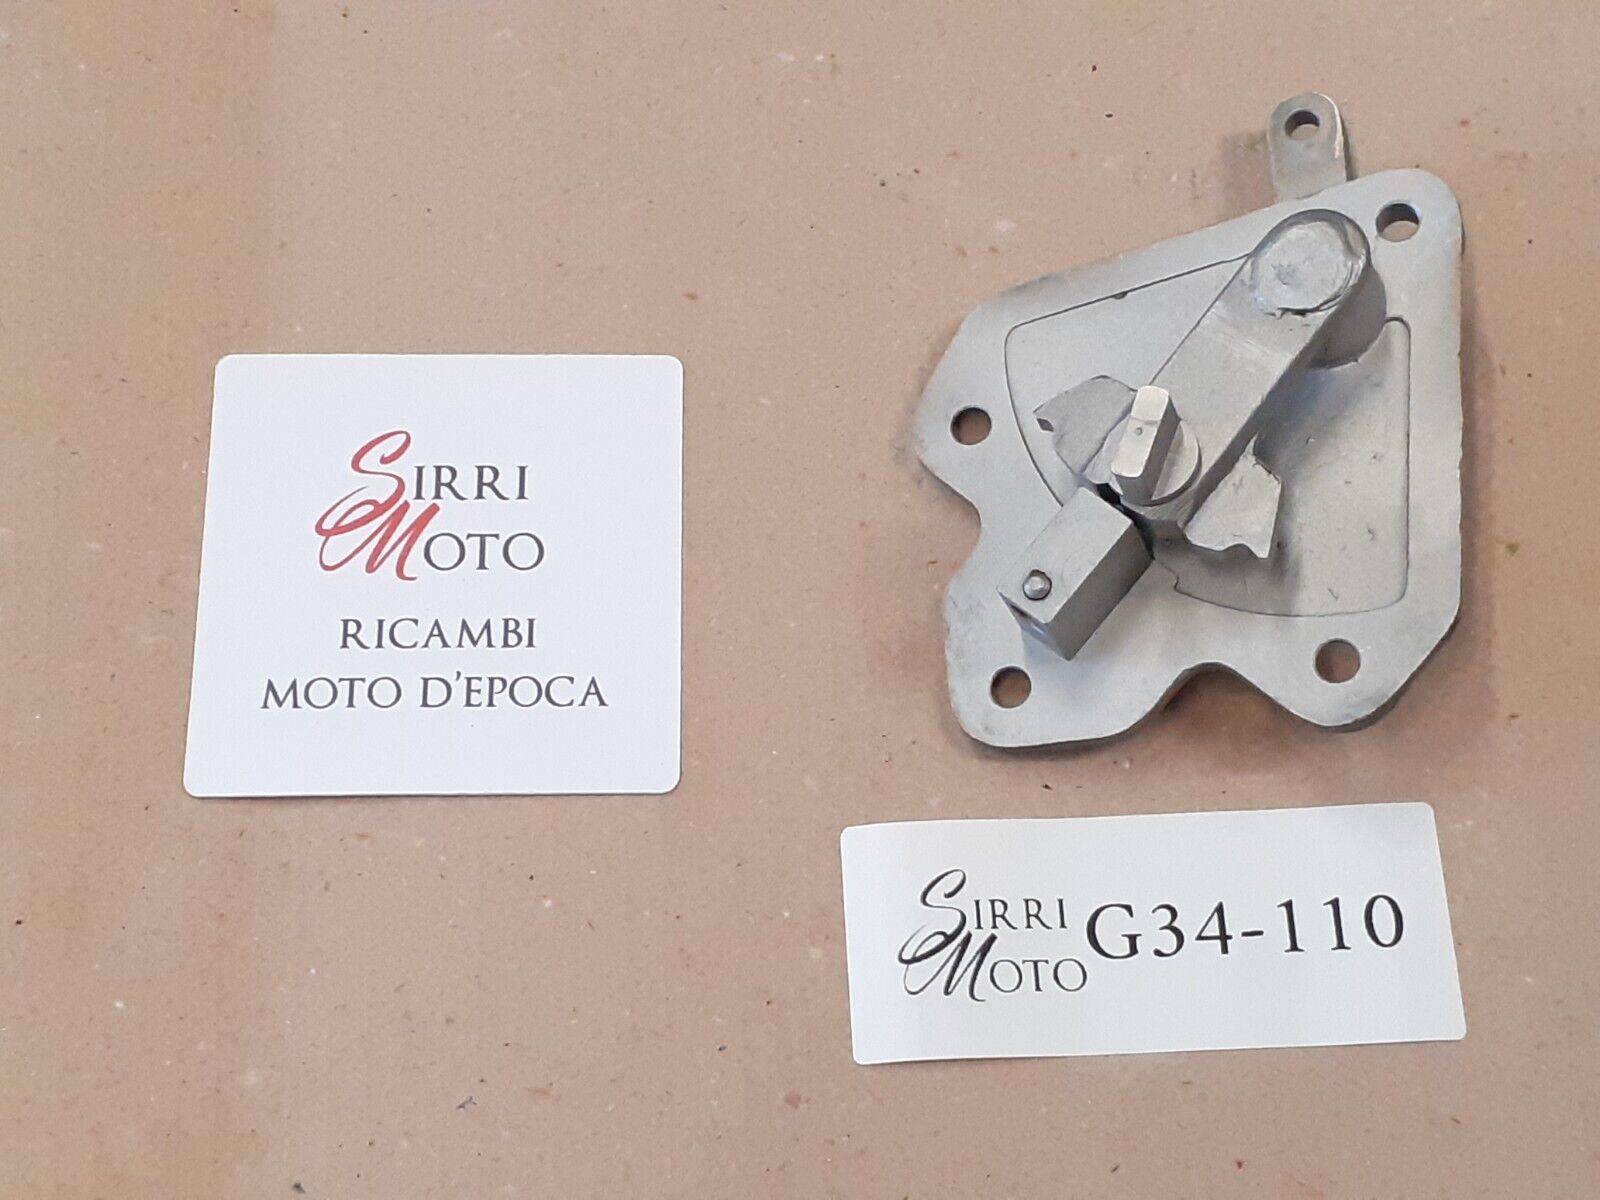 SIRRI
MOTO
RICAMBI
MOTO D'EPOCA
SIRRI
MOTO
G34-110